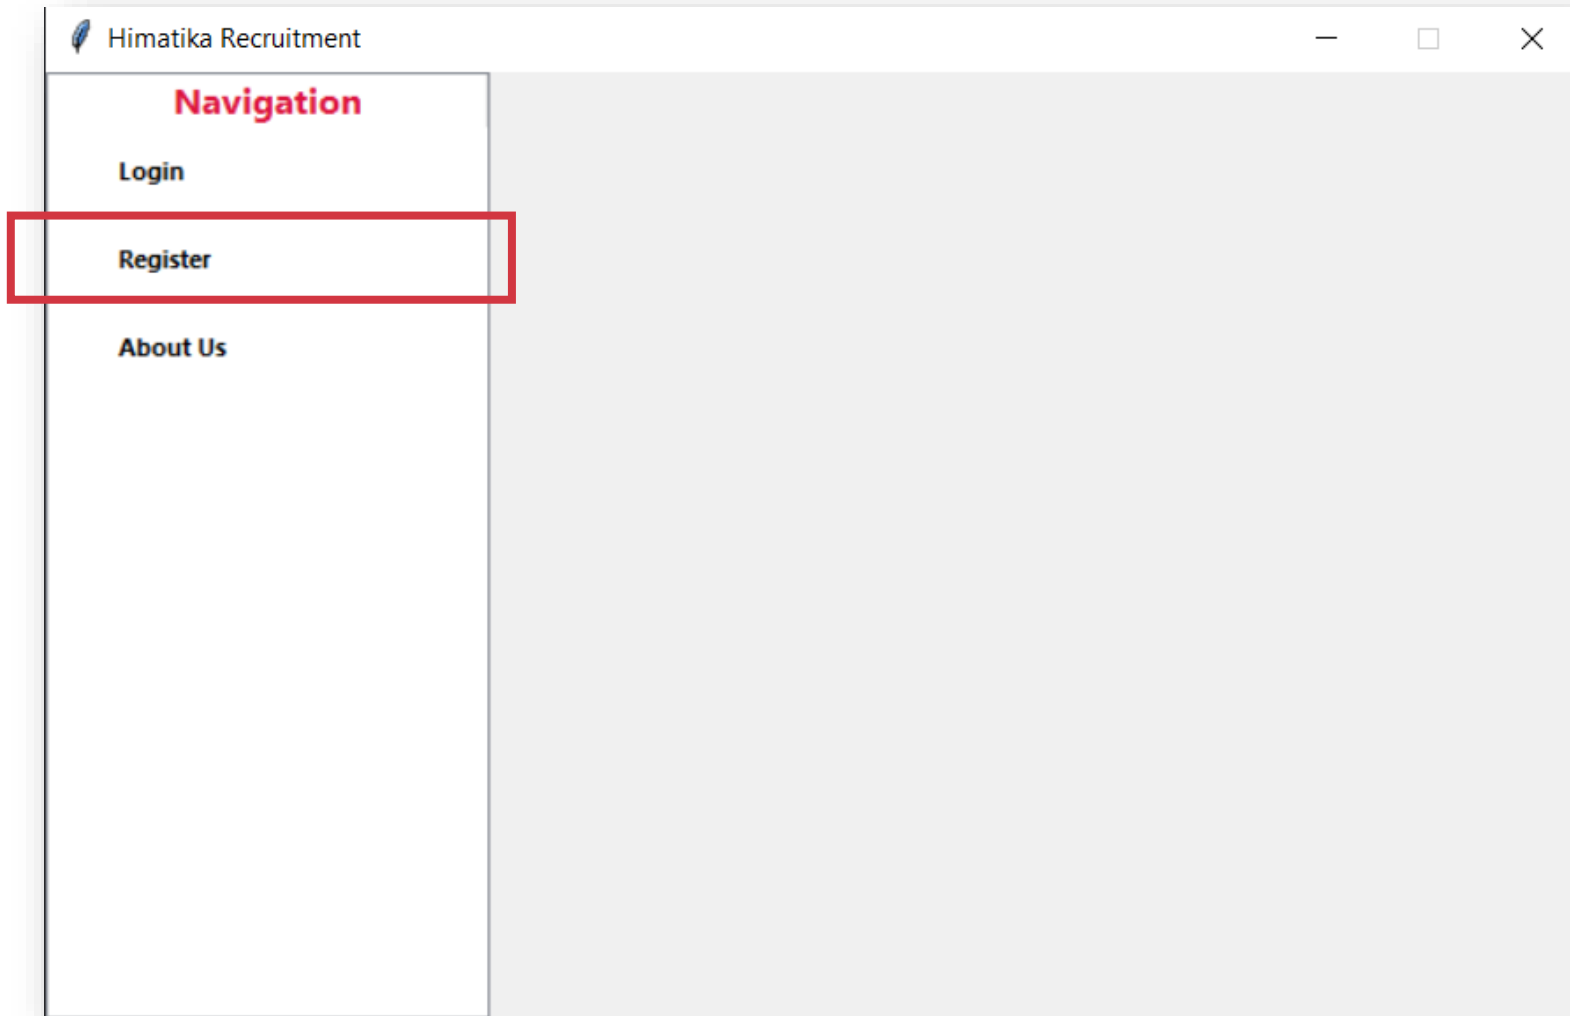 Himatika Recruitment
Navigation
Login
Register
About Us